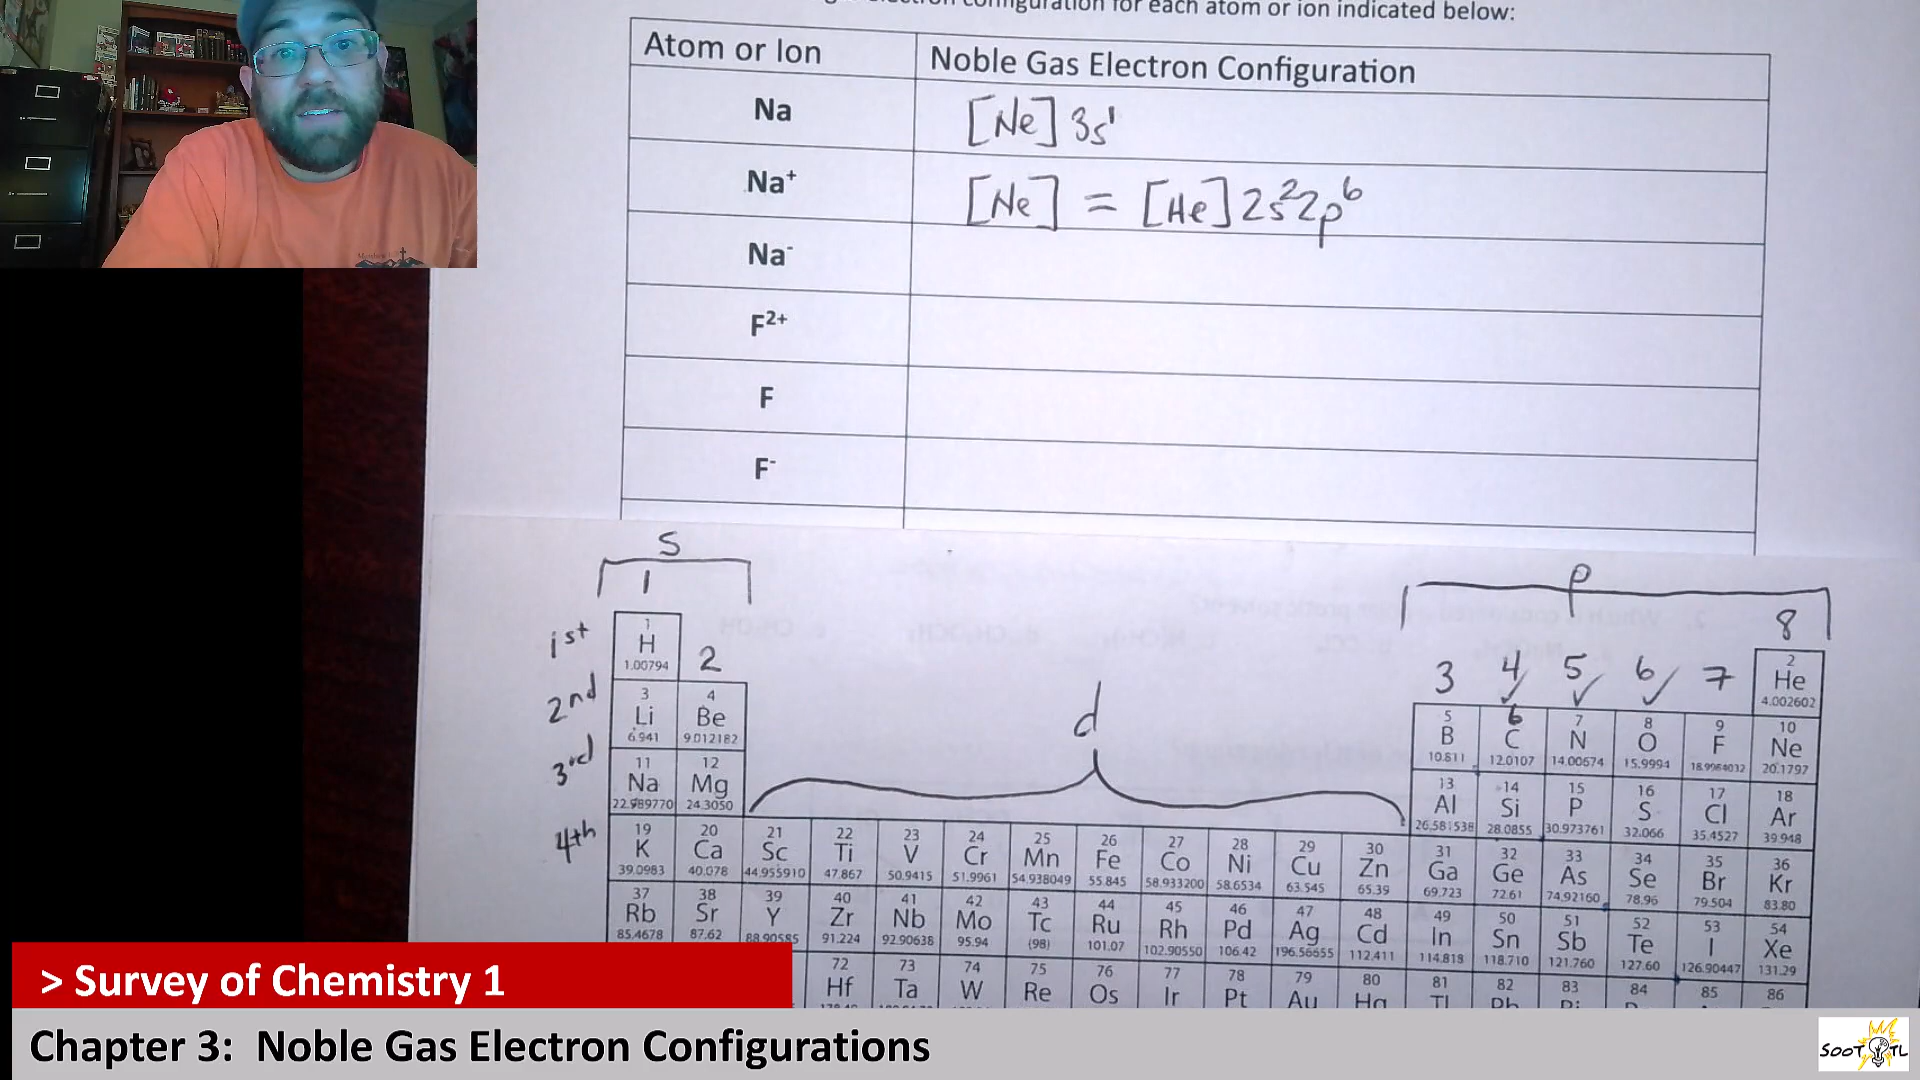 configuration for each atom or ion indicated below:
Atom or Ion Noble Gas Electron Configuration
Na [Ne] 3s¹
Na⁺ [Ne] = [He] 2s²2p⁶
Na⁻
F²⁺
F
F⁻
s p
1 8
1st 1 2
H 2 3 4 5 6 7 He
1.00794 4.002602
2nd 3 4 d 5 6 7 8 9 10
Li Be B C N O F Ne
6.941 9.012182 10.811 12.0107 14.00674 15.9994 18.9984032 20.1797
3rd 11 12 13 14 15 16 17 18
Na Mg Al Si P S Cl Ar
22.989770 24.3050 26.581538 28.0855 30.973761 32.066 35.4527 39.948
4th 19 20 21 22 23 24 25 26 27 28 29 30 31 32 33 34 35 36
K Ca Sc Ti V Cr Mn Fe Co Ni Cu Zn Ga Ge As Se Br Kr
39.0983 40.078 44.955910 47.867 50.9415 51.9961 54.938049 55.845 58.933200 58.6534 63.545 65.39 69.723 72.61 74.92160 78.96 79.504 83.80
37 38 39 40 41 42 43 44 45 46 47 48 49 50 51 52 53 54
Rb Sr Y Zr Nb Mo Tc Ru Rh Pd Ag Cd In Sn Sb Te I Xe
85.4678 87.62 88.90585 91.224 92.90638 95.94 (98) 101.07 102.90550 106.42 196.56655 112.411 114.818 118.710 121.760 127.60 126.90447 131.29
72 73 74 75 76 77 78 79 80 81 82 83 84 85 86
Hf Ta W Re Os Ir Pt Au Hg Tl
> Survey of Chemistry 1
Chapter 3: Noble Gas Electron Configurations
SOOTTL